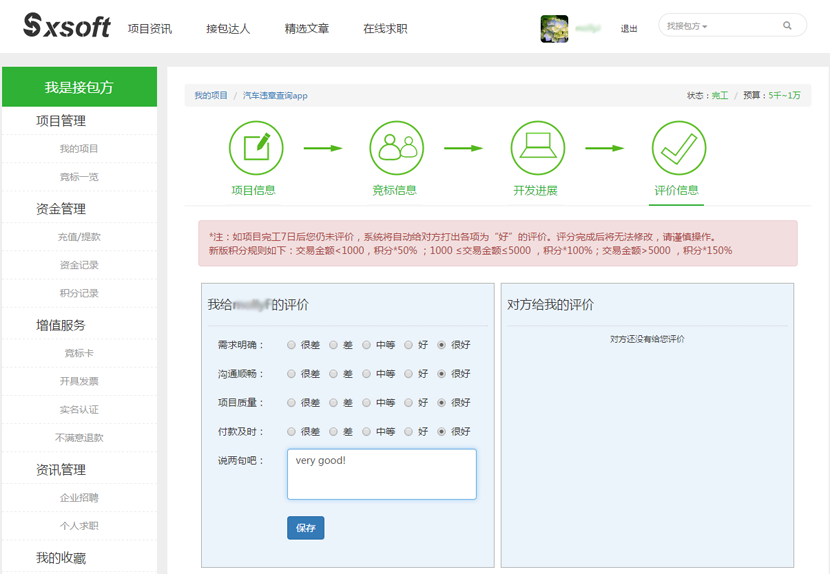 Sxsoft
项目资讯 接包达人 精选文章 在线求职
退出
找接包方
我是接包方
项目管理
我的项目
竞标一览
资金管理
充值/提款
资金记录
积分记录
增值服务
竞标卡
开具发票
实名认证
不满意退款
资讯管理
企业招聘
个人求职
我的收藏
我的项目 / 汽车违章查询app
状态：完工 / 预算：5千~1万
项目信息 竞标信息 开发进展 评价信息
*注：如项目完工7日后您仍未评价，系统将自动给对方打出各项为“好”的评价。评分完成后将无法修改，请谨慎操作。
新版积分规则如下：交易金额<1000，积分*50% ；1000 ≤交易金额≤5000 ，积分*100%；交易金额>5000 ，积分*150%
我给 的评价
需求明确： 很差 差 中等 好 很好
沟通顺畅： 很差 差 中等 好 很好
项目质量： 很差 差 中等 好 很好
付款及时： 很差 差 中等 好 很好
说两句吧： very good!
保存
对方给我的评价
对方还没有给您评价